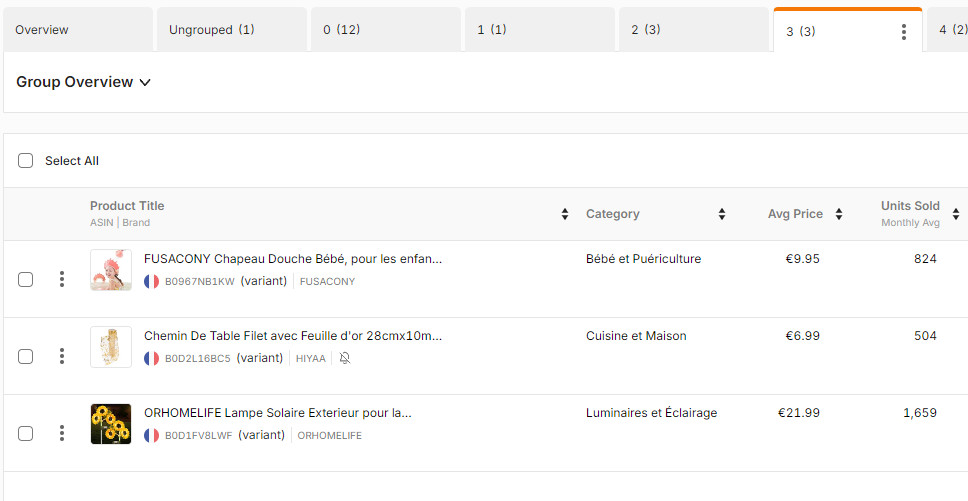 Overview
Ungrouped (1)
0 (12)
1 (1)
2 (3)
3 (3)
4 (2)
Group Overview
Select All
Product Title
ASIN | Brand
Category
Avg Price
Units Sold
Monthly Avg
FUSACONY Chapeau Douche Bébé, pour les enfan...
B0967NB1KW (variant) | FUSACONY
Bébé et Puériculture
€9.95
824
Chemin De Table Filet avec Feuille d'or 28cmx10m...
B0D2L16BC5 (variant) | HIYAA |
Cuisine et Maison
€6.99
504
ORHOMELIFE Lampe Solaire Exterieur pour la...
B0D1FV8LWF (variant) | ORHOMELIFE
Luminaires et Éclairage
€21.99
1,659